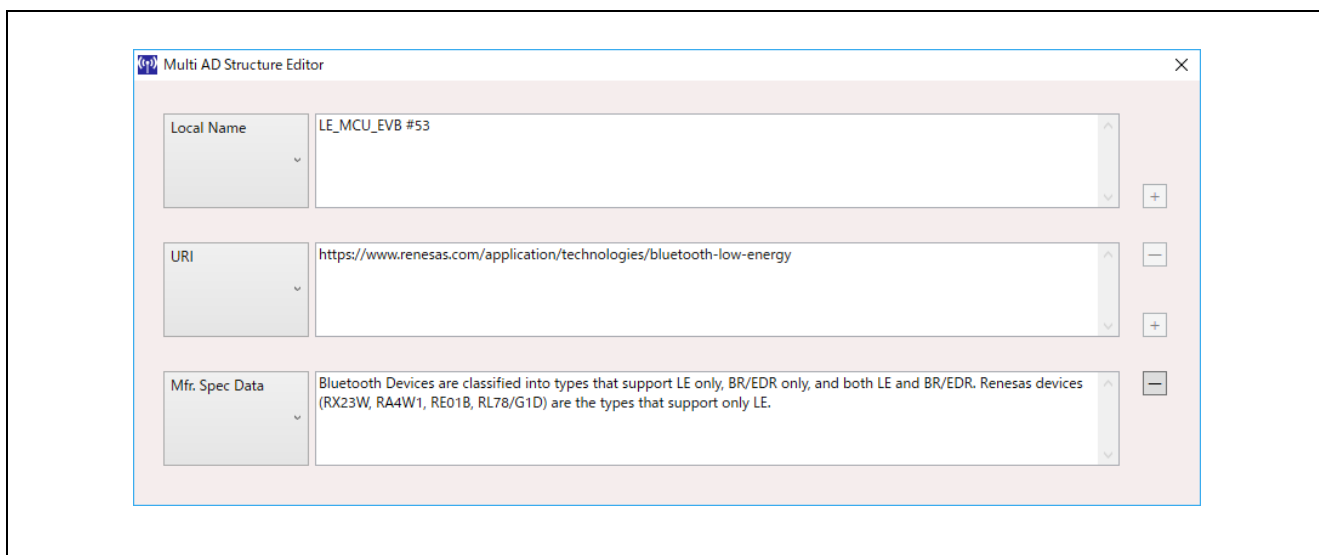 Multi AD Structure Editor
Local Name
LE_MCU_EVB #53
+
URI
https://www.renesas.com/application/technologies/bluetooth-low-energy
—
+
Mfr. Spec Data
Bluetooth Devices are classified into types that support LE only, BR/EDR only, and both LE and BR/EDR. Renesas devices
(RX23W, RA4W1, RE01B, RL78/G1D) are the types that support only LE.
—